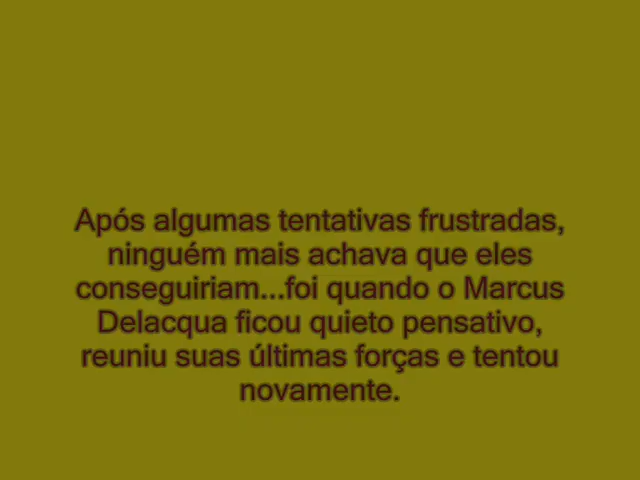 Após algumas tentativas frustradas,
ninguém mais achava que eles
conseguiriam...foi quando o Marcus
Delacqua ficou quieto pensativo,
reuniu suas últimas forças e tentou
novamente.